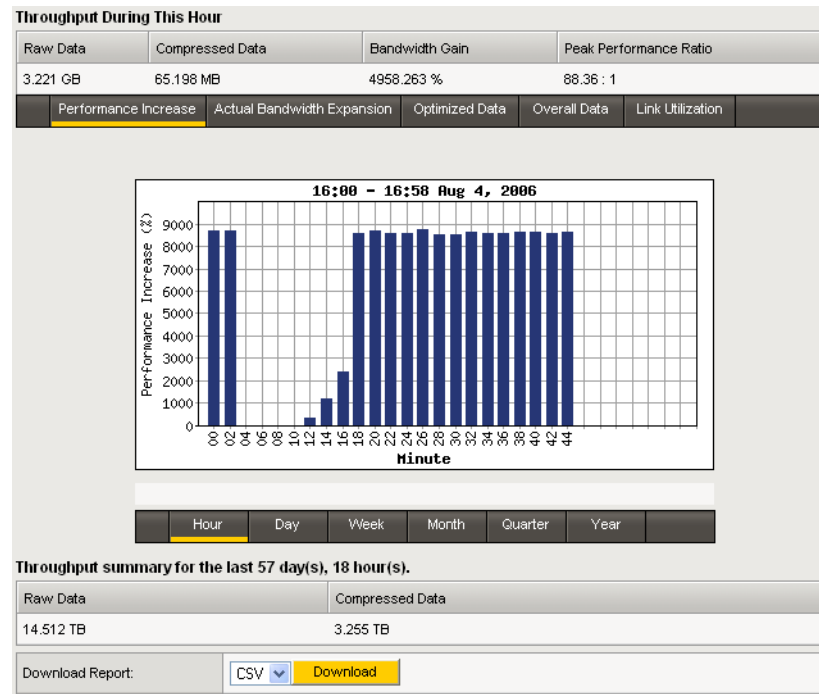 Throughput During This Hour
Raw Data Compressed Data Bandwidth Gain Peak Performance Ratio
3.221 GB 65.198 MB 4958.263 % 88.36 : 1
Performance Increase Actual Bandwidth Expansion Optimized Data Overall Data Link Utilization
16:00 - 16:58 Aug 4, 2006
Performance Increase (%)
9000
8000
7000
6000
5000
4000
3000
2000
1000
0
00 02 04 06 08 10 12 14 16 18 20 22 24 26 28 30 32 34 36 38 40 42 44
Minute
Hour Day Week Month Quarter Year
Throughput summary for the last 57 day(s), 18 hour(s).
Raw Data Compressed Data
14.512 TB 3.255 TB
Download Report: CSV Download